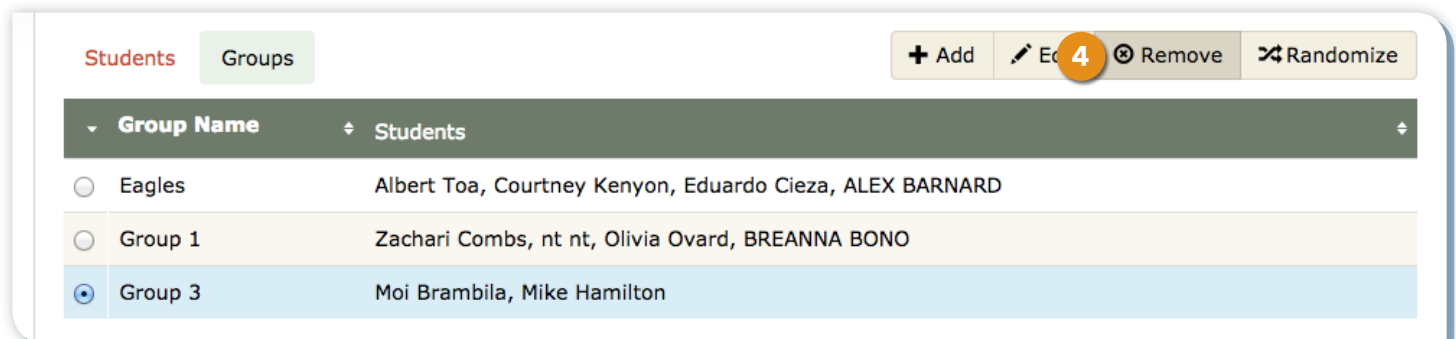 Students Groups + Add Ed 4 Remove Randomize
Group Name Students
Eagles Albert Toa, Courtney Kenyon, Eduardo Cieza, ALEX BARNARD
Group 1 Zachari Combs, nt nt, Olivia Ovard, BREANNA BONO
Group 3 Moi Brambila, Mike Hamilton